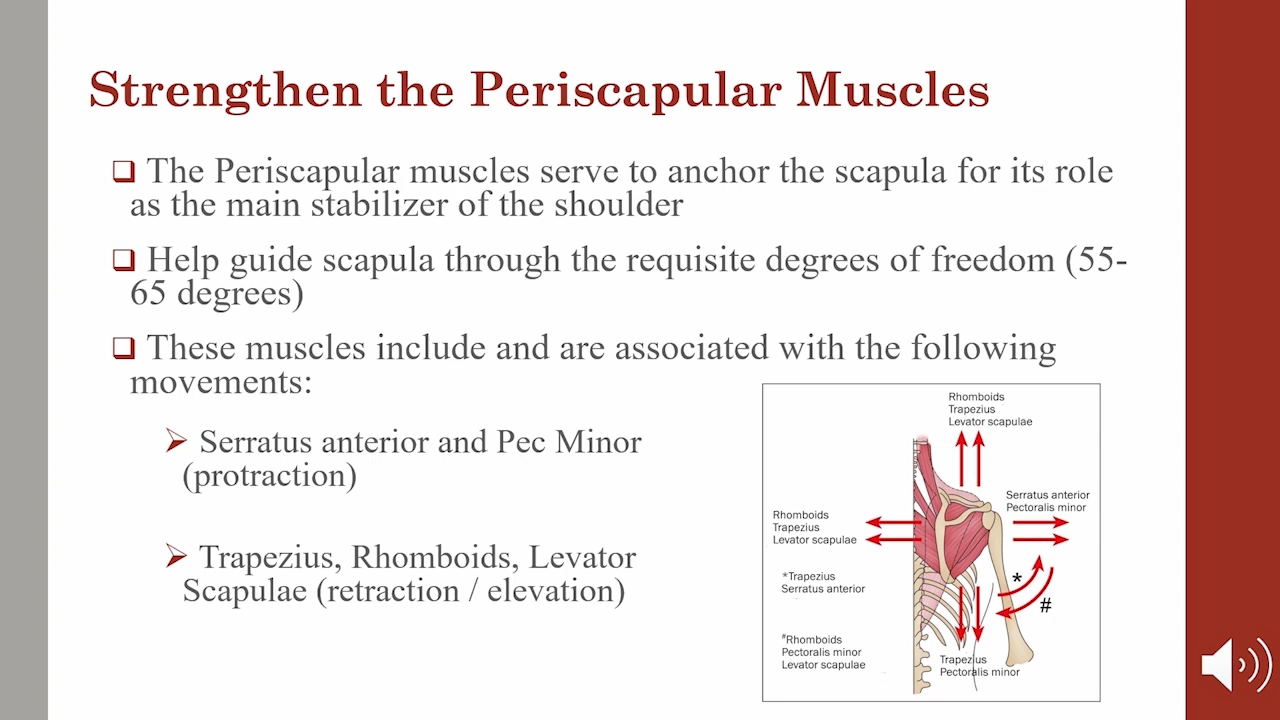 Strengthen the Periscapular Muscles
The Periscapular muscles serve to anchor the scapula for its role
as the main stabilizer of the shoulder
Help guide scapula through the requisite degrees of freedom (55-
65 degrees)
These muscles include and are associated with the following
movements:
Serratus anterior and Pec Minor
(protraction)
Trapezius, Rhomboids, Levator
Scapulae (retraction / elevation)
Rhomboids
Trapezius
Levator scapulae
Serratus anterior
Pectoralis minor
Rhomboids
Trapezius
Levator scapulae
*Trapezius
Serratus anterior
*
#
#Rhomboids
Pectoralis minor
Levator scapulae
Trapezius
Pectoralis minor